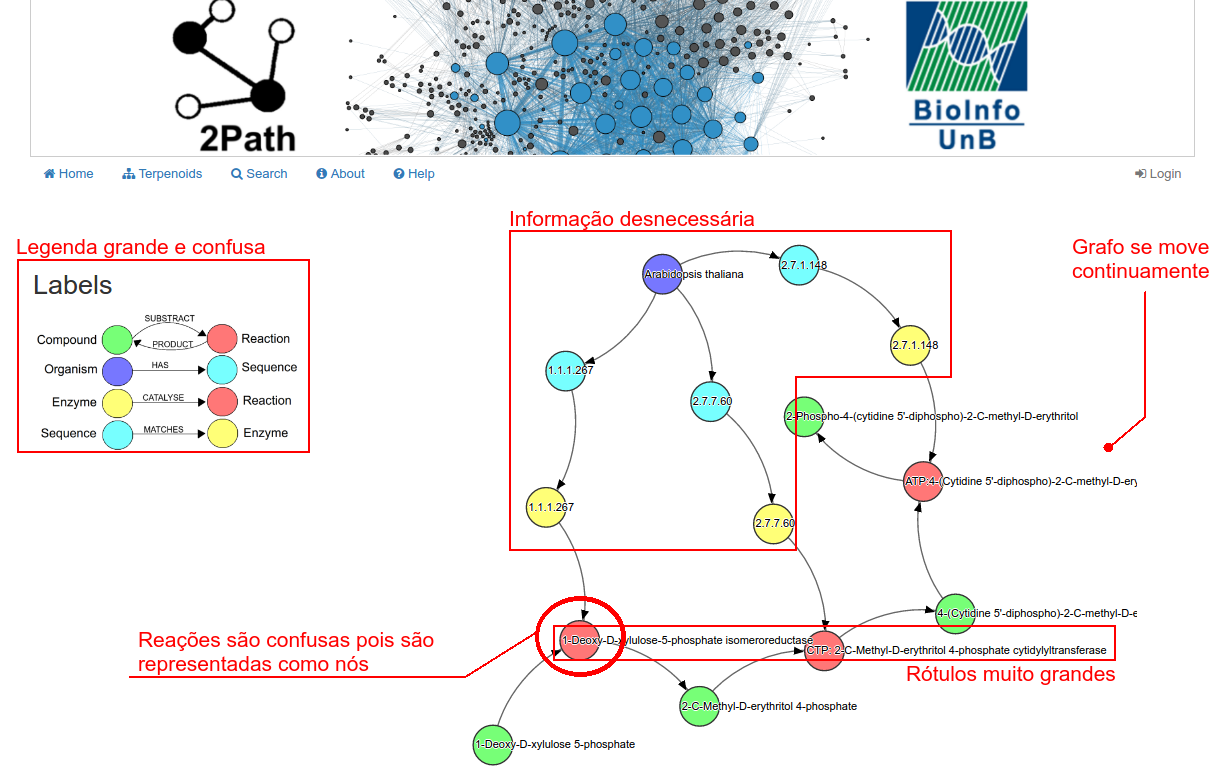 2Path
BioInfo
UnB
Home Terpenoids Search About Help Login
Informação desnecessária
Legenda grande e confusa
Grafo se move
continuamente
Labels
SUBSTRACT
Compound Reaction
PRODUCT
Organism HAS Sequence
Enzyme CATALYSE Reaction
Sequence MATCHES Enzyme
Arabidopsis thaliana
2.7.1.148
2.7.1.148
1.1.1.267
2.7.7.60
2-Phospho-4-(cytidine 5'-diphospho)-2-C-methyl-D-erythritol
ATP:4-(Cytidine 5'-diphospho)-2-C-methyl-D-ery
1.1.1.267
2.7.7.60
4-(Cytidine 5'-diphospho)-2-C-methyl-D-e
Reações são confusas pois são
representadas como nós
1-Deoxy-D-xylulose-5-phosphate isomeroreductase
CTP: 2-C-Methyl-D-erythritol 4-phosphate cytidylyltransferase
Rótulos muito grandes
2-C-Methyl-D-erythritol 4-phosphate
1-Deoxy-D-xylulose 5-phosphate